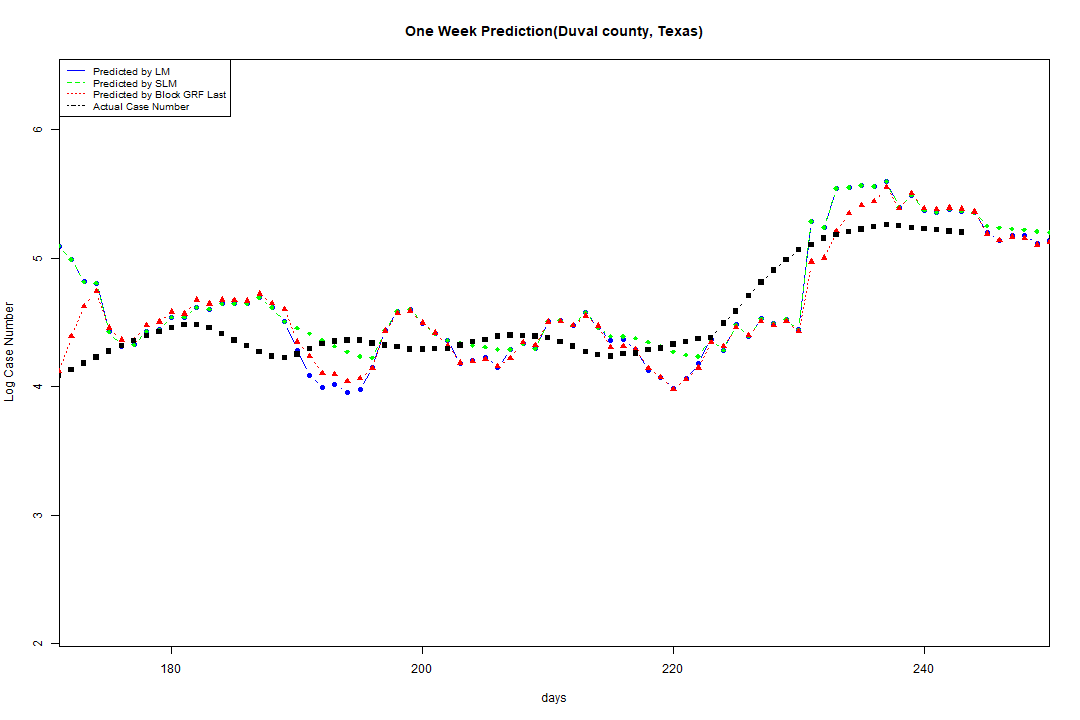 One Week Prediction(Duval county, Texas)
Predicted by LM
Predicted by SLM
Predicted by Block GRF Last
Actual Case Number
6
5
4
3
2
Log Case Number
180 200 220 240
days